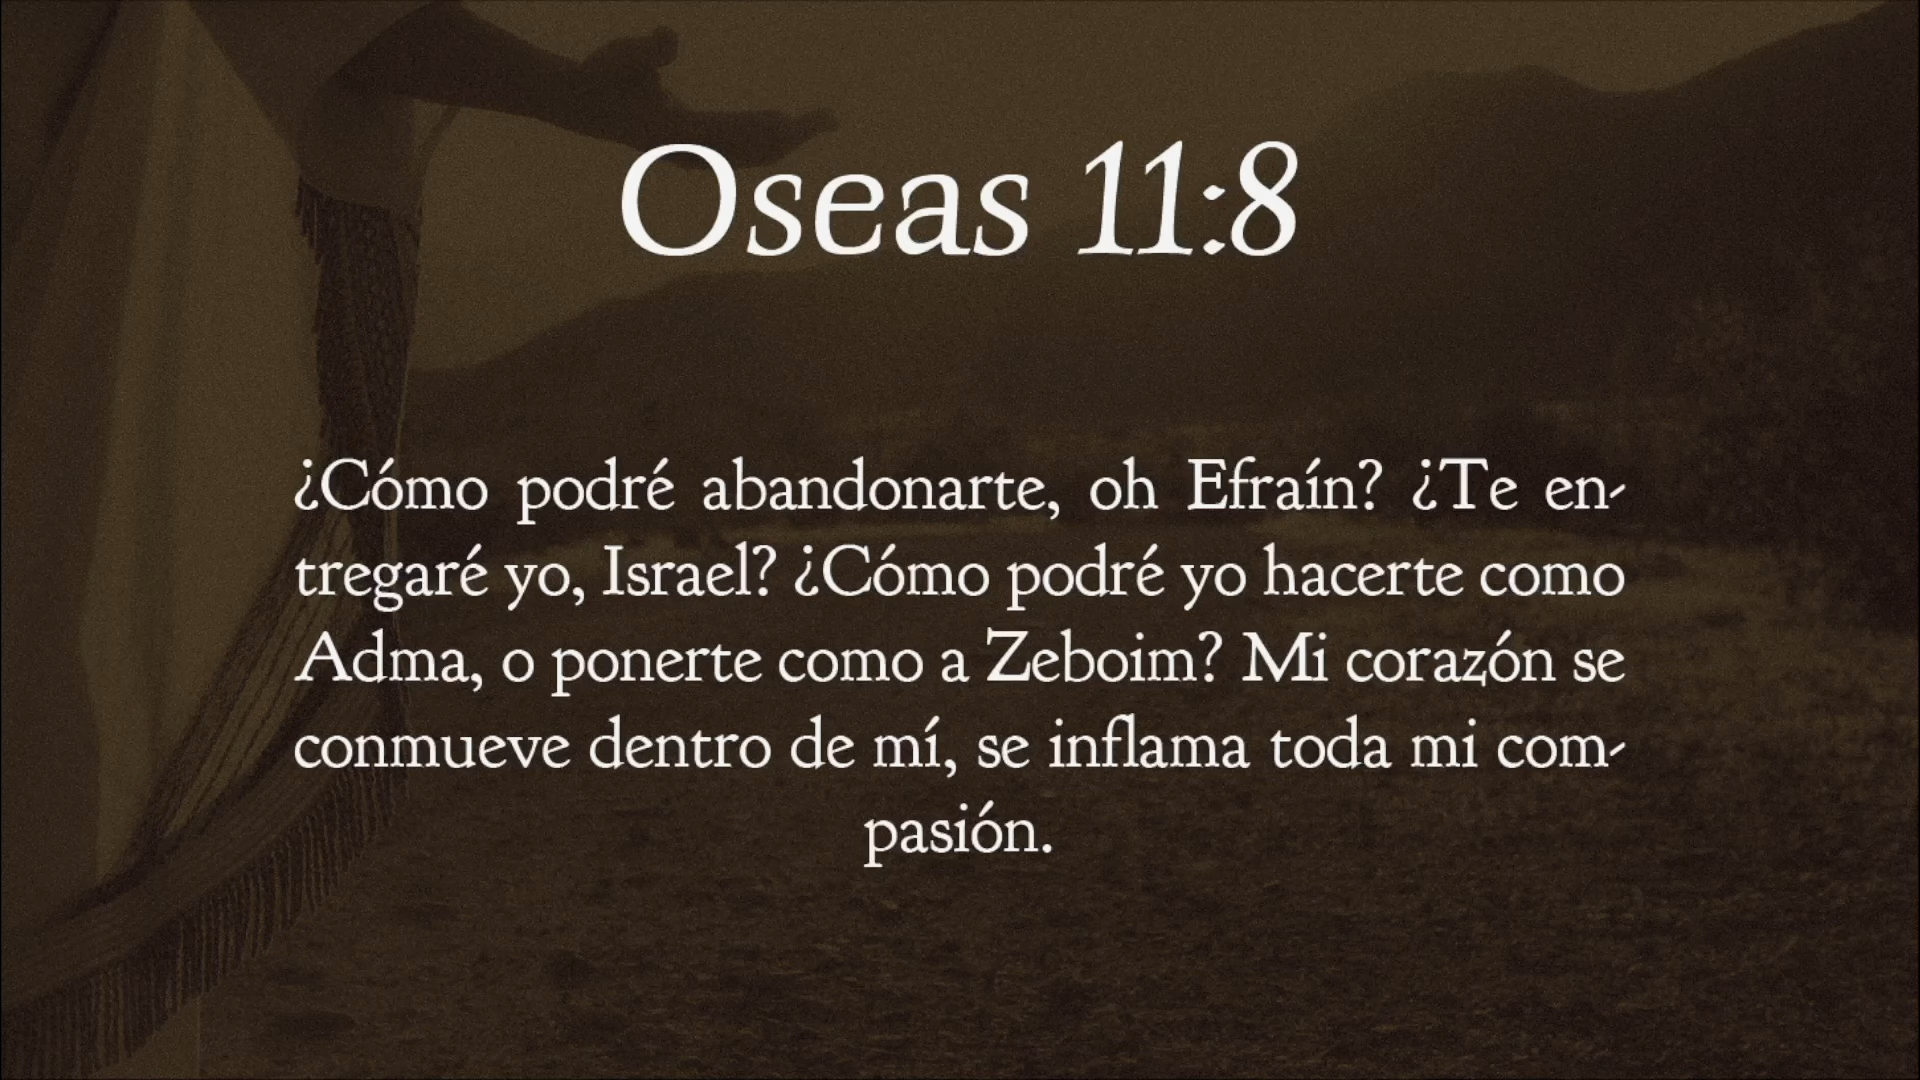 Oseas 11:8
¿Cómo podré abandonarte, oh Efraín? ¿Te en-
tregaré yo, Israel? ¿Cómo podré yo hacerte como
Adma, o ponerte como a Zeboim? Mi corazón se
conmueve dentro de mí, se inflama toda mi com-
pasión.